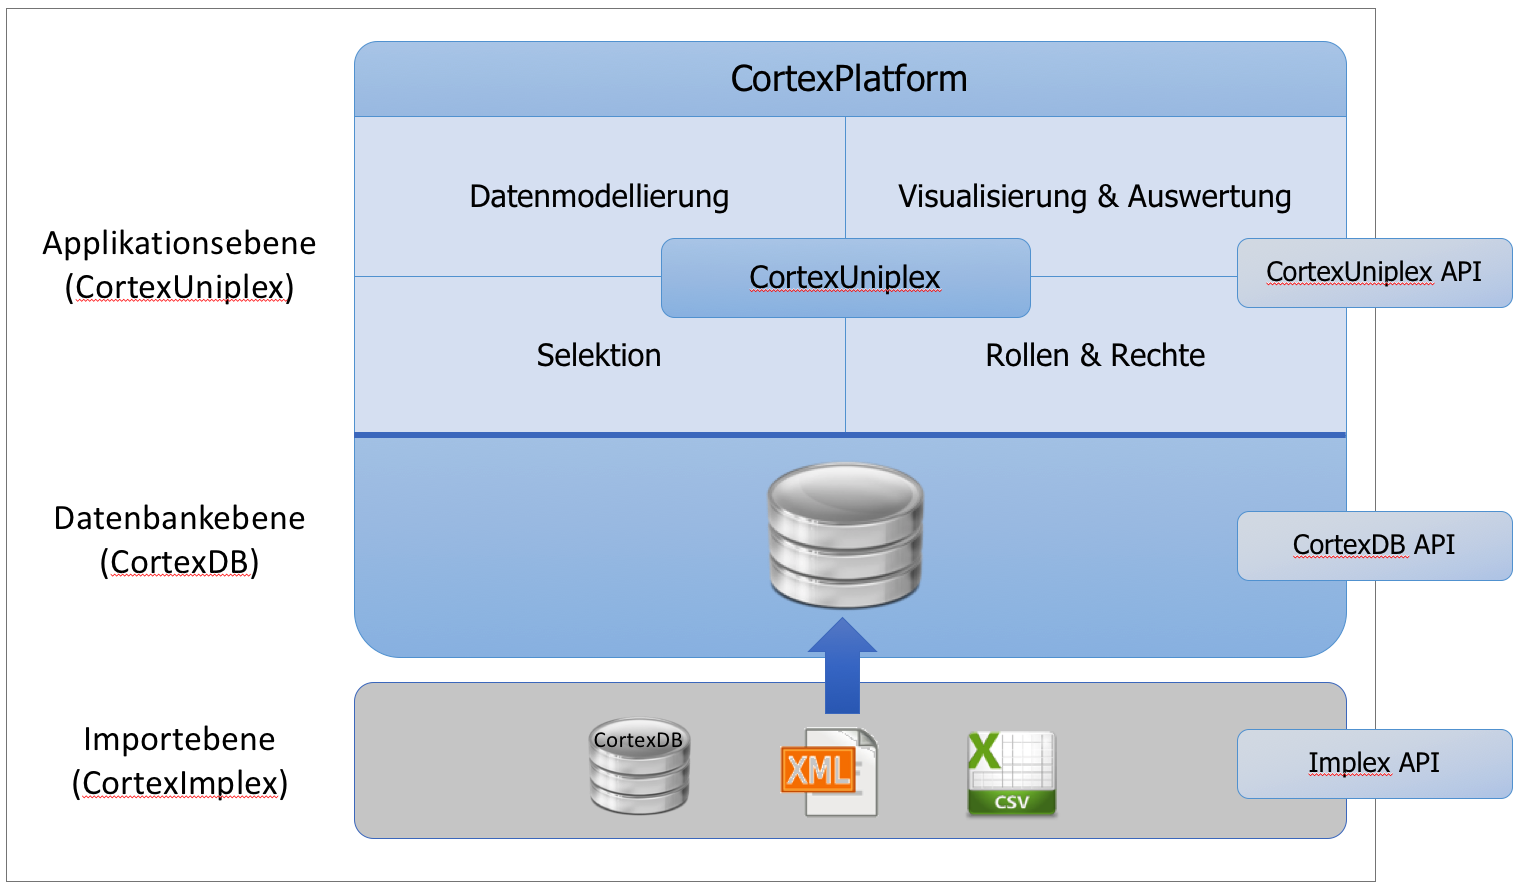 CortexPlatform
Datenmodellierung
Visualisierung & Auswertung
Applikationsebene
(CortexUniplex)
CortexUniplex
CortexUniplex API
Selektion
Rollen & Rechte
Datenbankebene
(CortexDB)
CortexDB API
Importebene
(CortexImplex)
CortexDB
XML
X
CSV
Implex API